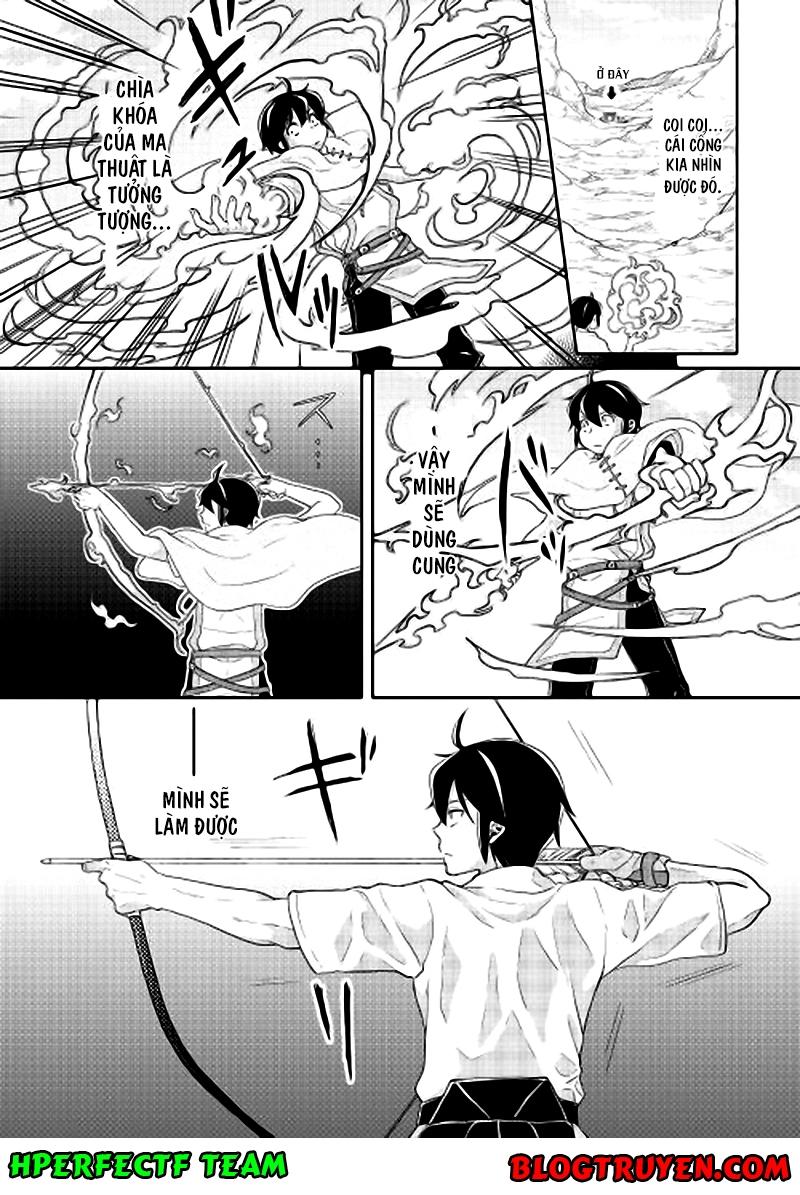 Ở ĐÂY
COI COI...
CÁI CỔNG
KIA NHÌN
ĐƯỢC ĐÓ.
CHÌA
KHÓA
CỦA MA
THUẬT LÀ
TƯỞNG
TƯỢNG...
VẬY
MÌNH
SẼ
DÙNG
CUNG
MÌNH SẼ
LÀM ĐƯỢC
HPERFECTF TEAM
BLOGTRUYEN.COM